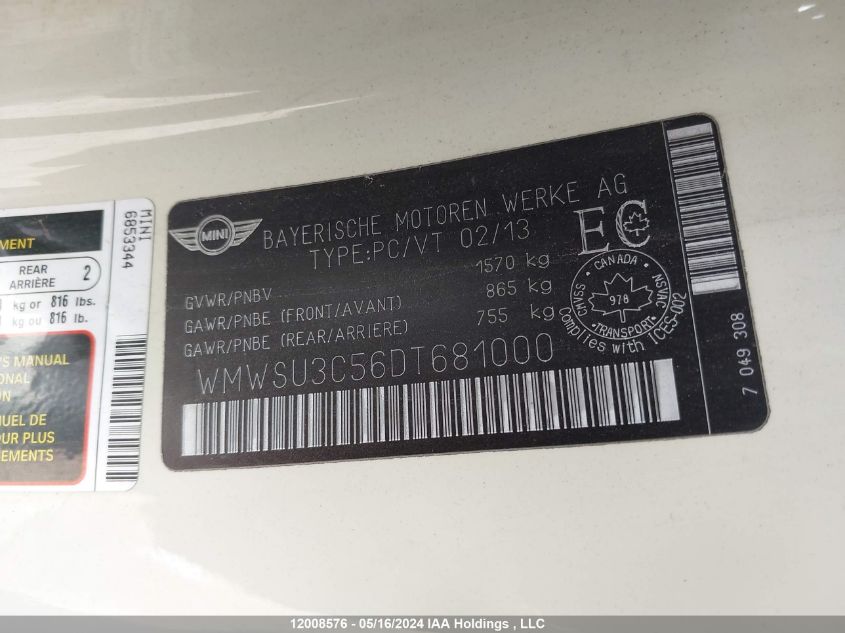 MINI
6853344
MENT
REAR
ARRIÈRE
2
kg or 816 lbs.
kg ou 816 lb.
'S MANUAL
ONAL
ON
NUEL DE
OUR PLUS
EMENTS
MINI
BAYERISCHE MOTOREN WERKE AG
TYPE:PC/VT 02/13
EC
GVWR/PNBV 1570 kg
GAWR/PNBE (FRONT/AVANT) 865 kg
GAWR/PNBE (REAR/ARRIERE) 755 kg
WMWSU3C56DT681000
CANADA
CMVSS
NSVAC
978
TRANSPORT
Complies with ICES-002
7 049 308
12008576 - 05/16/2024 IAA Holdings , LLC